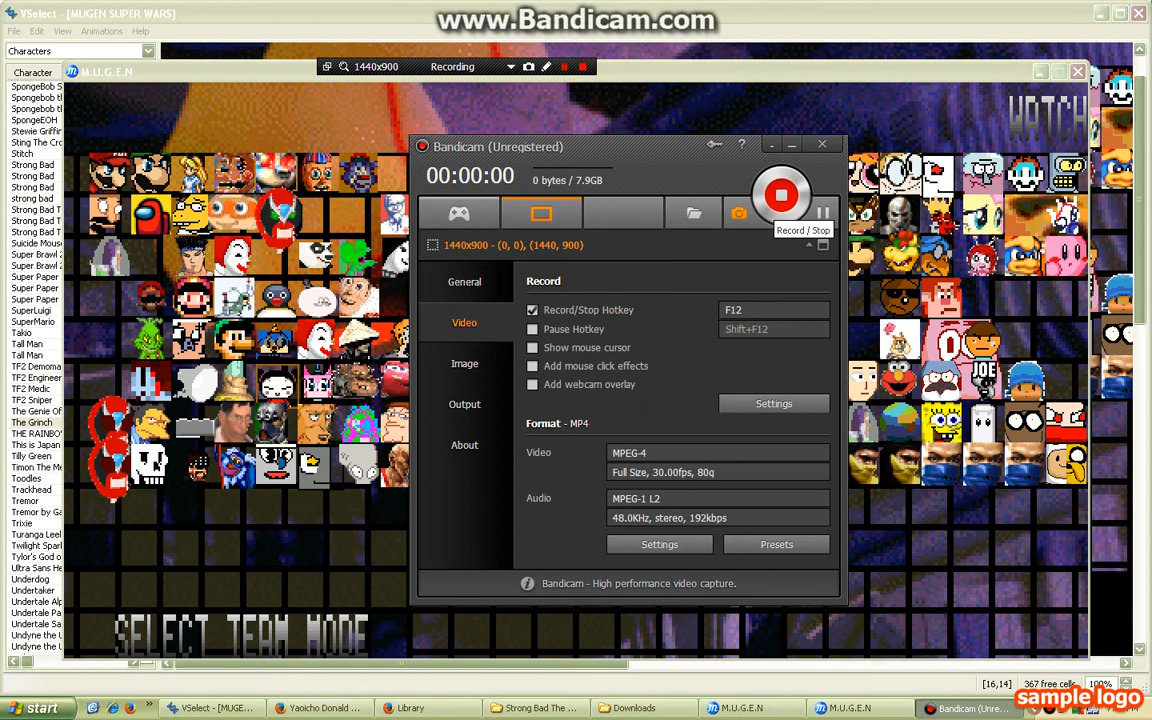 VSelect - [MUGEN SUPER WARS]
www.Bandicam.com
File Edit View Animations Help
Characters
1440x900 Recording
Character
M.U.G.E.N
WATCH
SpongeBob S
Spongebob t
Spongebob th
SpongeEOH
Stewie Griffin
Sting The Cro
Stitch
Strong Bad
Strong Bad
Strong Bad
strong bad
Strong Bad T
Strong Bad T
Suicide Mouse
Super Brawl 2
Super Brawl 2
Super Paper
Super Paper
Super Paper
Super Paper
SuperLuigi
SuperMario
Takio
Tall Man
Tall Man
TF2 Demoma
TF2 Engineer
TF2 Medic
TF2 Sniper
The Genie Of
The Grinch
THE RAINBO
This is Japan
Tilly Green
Timon The Me
Toodles
Trackhead
Tremor
Tremor by Ga
Trixie
Turanga Leel
Twilight Spark
Tylor's God o
Ultra Sans He
Underdog
Undertaker
Undertale Alp
Undertale Pa
Undertale Sa
Undyne the U
Undyne the U
Bandicam (Unregistered)
?
00:00:00 0 bytes / 7.9GB
Record / Stop
1440x900 - (0, 0), (1440, 900)
General
Video
Image
Output
About
Record
Record/Stop Hotkey F12
Pause Hotkey Shift+F12
Show mouse cursor
Add mouse click effects
Add webcam overlay
Settings
Format - MP4
Video MPEG-4
Full Size, 30.00fps, 80q
Audio MPEG-1 L2
48.0KHz, stereo, 192kbps
Settings Presets
Bandicam - High performance video capture.
JOE
SELECT TEAM MODE
[16,14] 367 free cells 100%
sample logo
start
VSelect - [MUGE...
Yaoicho Donald ...
Library
Strong Bad The ...
Downloads
M.U.G.E.N
M.U.G.E.N
Bandicam (Unre...